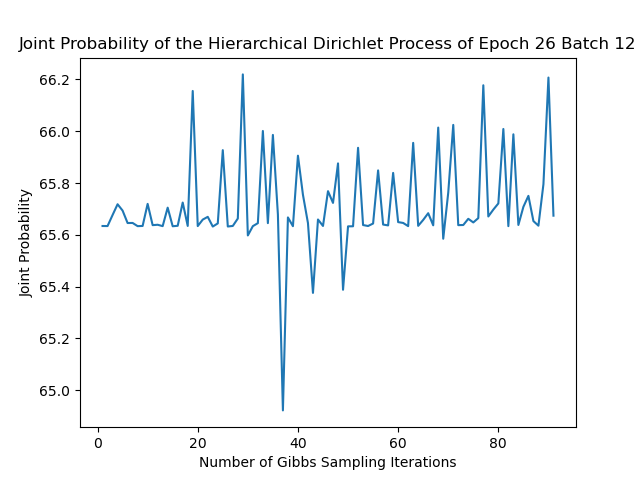 Joint Probability of the Hierarchical Dirichlet Process of Epoch 26 Batch 12
66.2
66.0
65.8
65.6
65.4
65.2
65.0
Joint Probability
0 20 40 60 80
Number of Gibbs Sampling Iterations